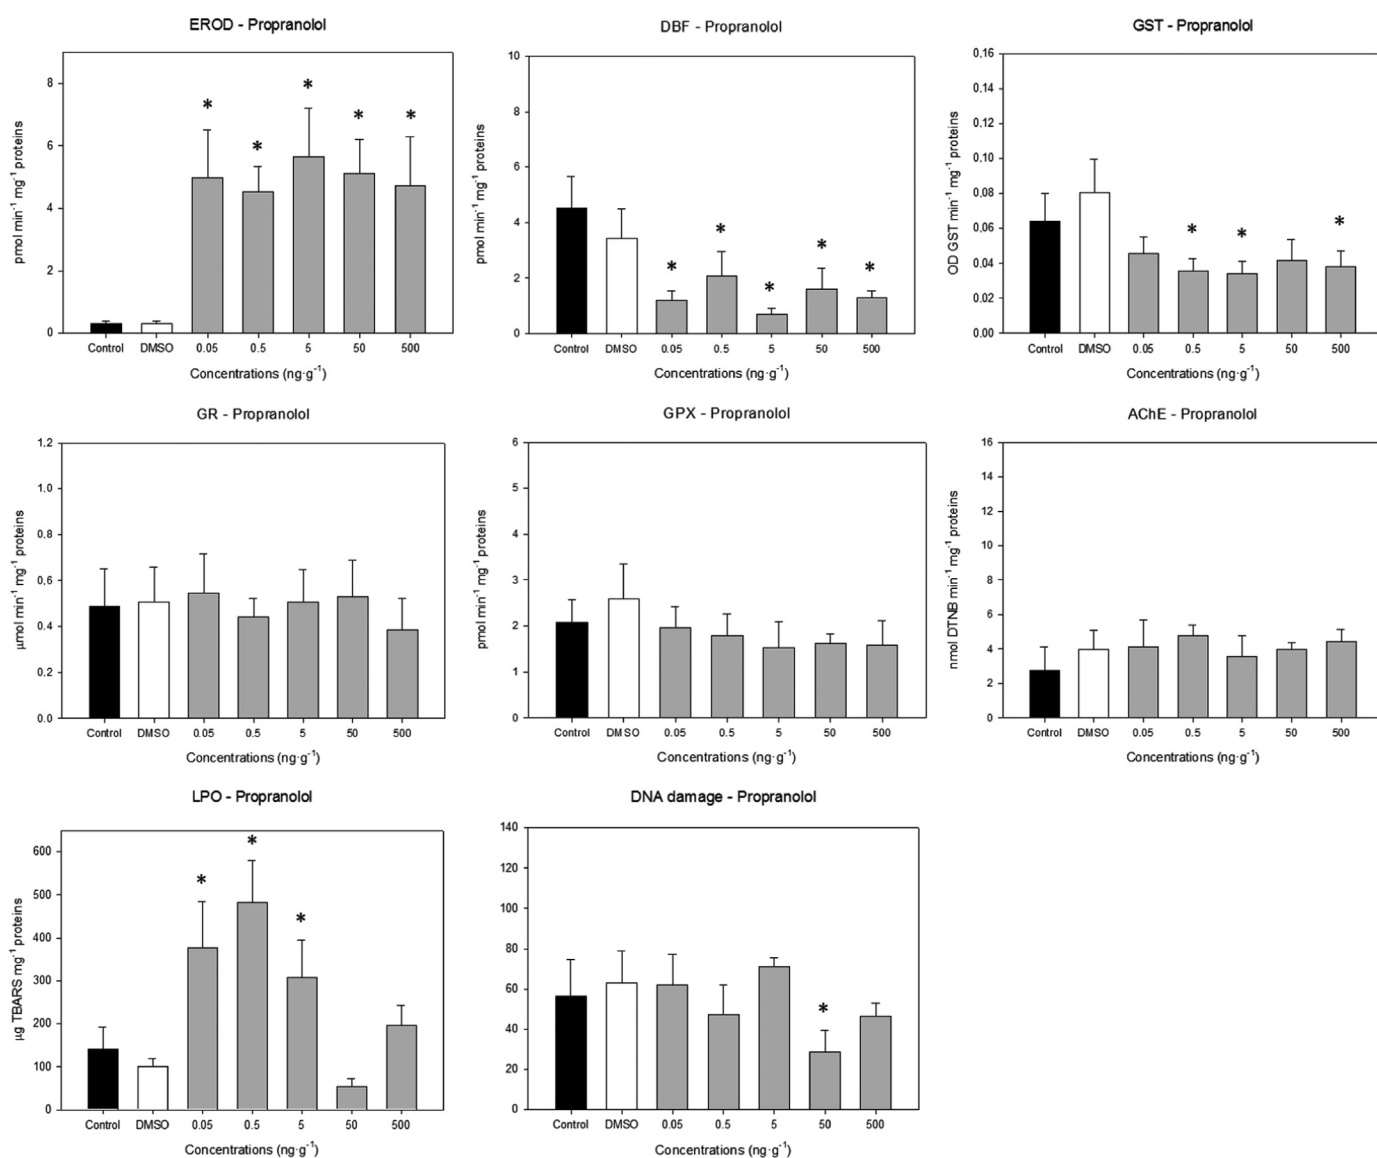 EROD - Propranolol
pmol min⁻¹ mg⁻¹ proteins
8
6
4
2
0
Control DMSO 0.05 0.5 5 50 500
Concentrations (ng·g⁻¹)
* * * * *
DBF - Propranolol
pmol min⁻¹ mg⁻¹ proteins
10
8
6
4
2
0
Control DMSO 0.05 0.5 5 50 500
Concentrations (ng·g⁻¹)
* * * * *
GST - Propranolol
OD GST min⁻¹ mg⁻¹ proteins
0,16
0,14
0,12
0,10
0.08
0.06
0.04
0.02
0.00
Control DMSO 0.05 0.5 5 50 500
Concentrations (ng·g⁻¹)
* * *
GR - Propranolol
μmol min⁻¹ mg⁻¹ proteins
1.2
1.0
0.8
0.6
0.4
0.2
0.0
Control DMSO 0.05 0.5 5 50 500
Concentrations (ng·g⁻¹)
GPX - Propranolol
pmol min⁻¹ mg⁻¹ proteins
6
5
4
3
2
1
0
Control DMSO 0.05 0.5 5 50 500
Concentrations (ng·g⁻¹)
AChE - Propranolol
nmol DTNB min⁻¹ mg⁻¹ proteins
16
14
12
10
8
6
4
2
0
Control DMSO 0.05 0.5 5 50 500
Concentrations (ng·g⁻¹)
LPO - Propranolol
μg TBARS mg⁻¹ proteins
600
500
400
300
200
100
0
Control DMSO 0.05 0.5 5 50 500
Concentrations (ng·g⁻¹)
* * *
DNA damage - Propranolol
140
120
100
80
60
40
20
0
Control DMSO 0.05 0.5 5 50 500
Concentrations (ng·g⁻¹)
*